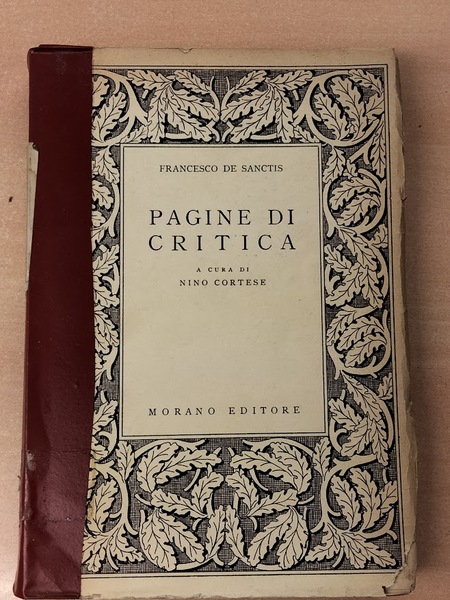 FRANCESCO DE SANCTIS
PAGINE DI
CRITICA
A CURA DI
NINO CORTESE
MORANO EDITORE